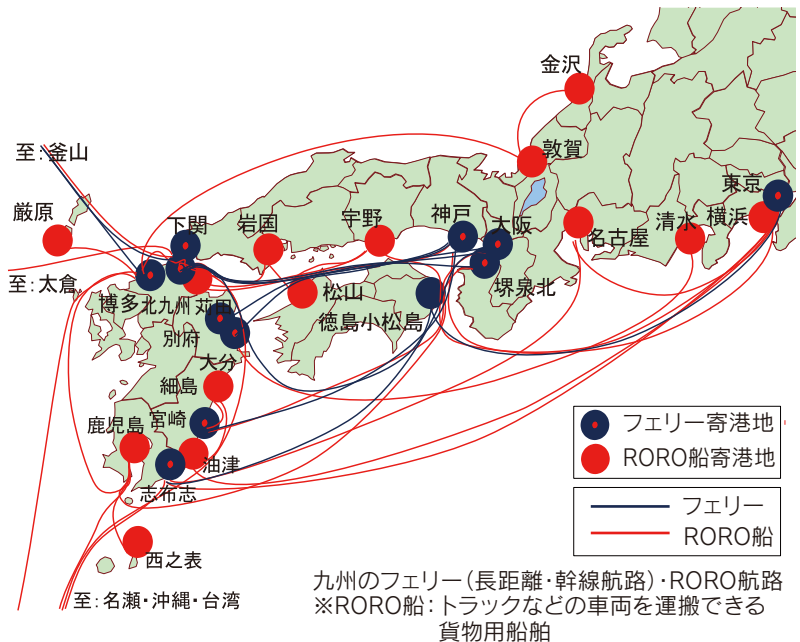 金沢
至：釜山
敦賀
東京
厳原
下関
岩国
宇野
神戸
大阪
名古屋
清水
横浜
至：太倉
博多
北九州
苅田
松山
徳島小松島
堺泉北
別府
大分
細島
鹿児島
宮崎
油津
志布志
西之表
至：名瀬・沖縄・台湾
フェリー寄港地
RORO船寄港地
フェリー
RORO船
九州のフェリー（長距離・幹線航路）・RORO航路
※RORO船：トラックなどの車両を運搬できる
貨物用船舶